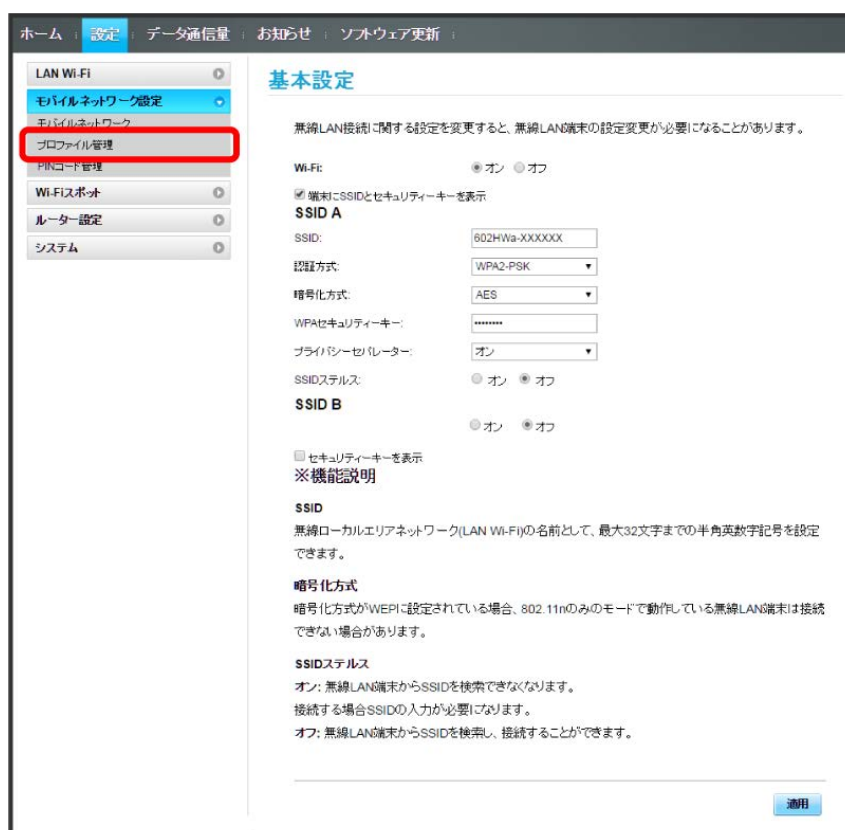 ホーム 設定 データ通信量 お知らせ ソフトウェア更新
LAN Wi-Fi
モバイルネットワーク設定
モバイルネットワーク
プロファイル管理
PINコード管理
Wi-Fiスポット
ルーター設定
システム
基本設定
無線LAN接続に関する設定を変更すると、無線LAN端末の設定変更が必要になることがあります。
Wi-Fi: オン オフ
端末にSSIDとセキュリティーキーを表示
SSID A
SSID: 602HWa-XXXXXX
認証方式: WPA2-PSK
暗号化方式: AES
WPAセキュリティーキー: ••••••••
プライバシーセパレーター: オン
SSIDステルス: オン オフ
SSID B
オン オフ
セキュリティーキーを表示
※機能説明
SSID
無線ローカルエリアネットワーク(LAN Wi-Fi)の名前として、最大32文字までの半角英数字記号を設定
できます。
暗号化方式
暗号化方式がWEPに設定されている場合、802.11nのみのモードで動作している無線LAN端末は接続
できない場合があります。
SSIDステルス
オン: 無線LAN端末からSSIDを検索できなくなります。
接続する場合SSIDの入力が必要になります。
オフ: 無線LAN端末からSSIDを検索し、接続することができます。
適用